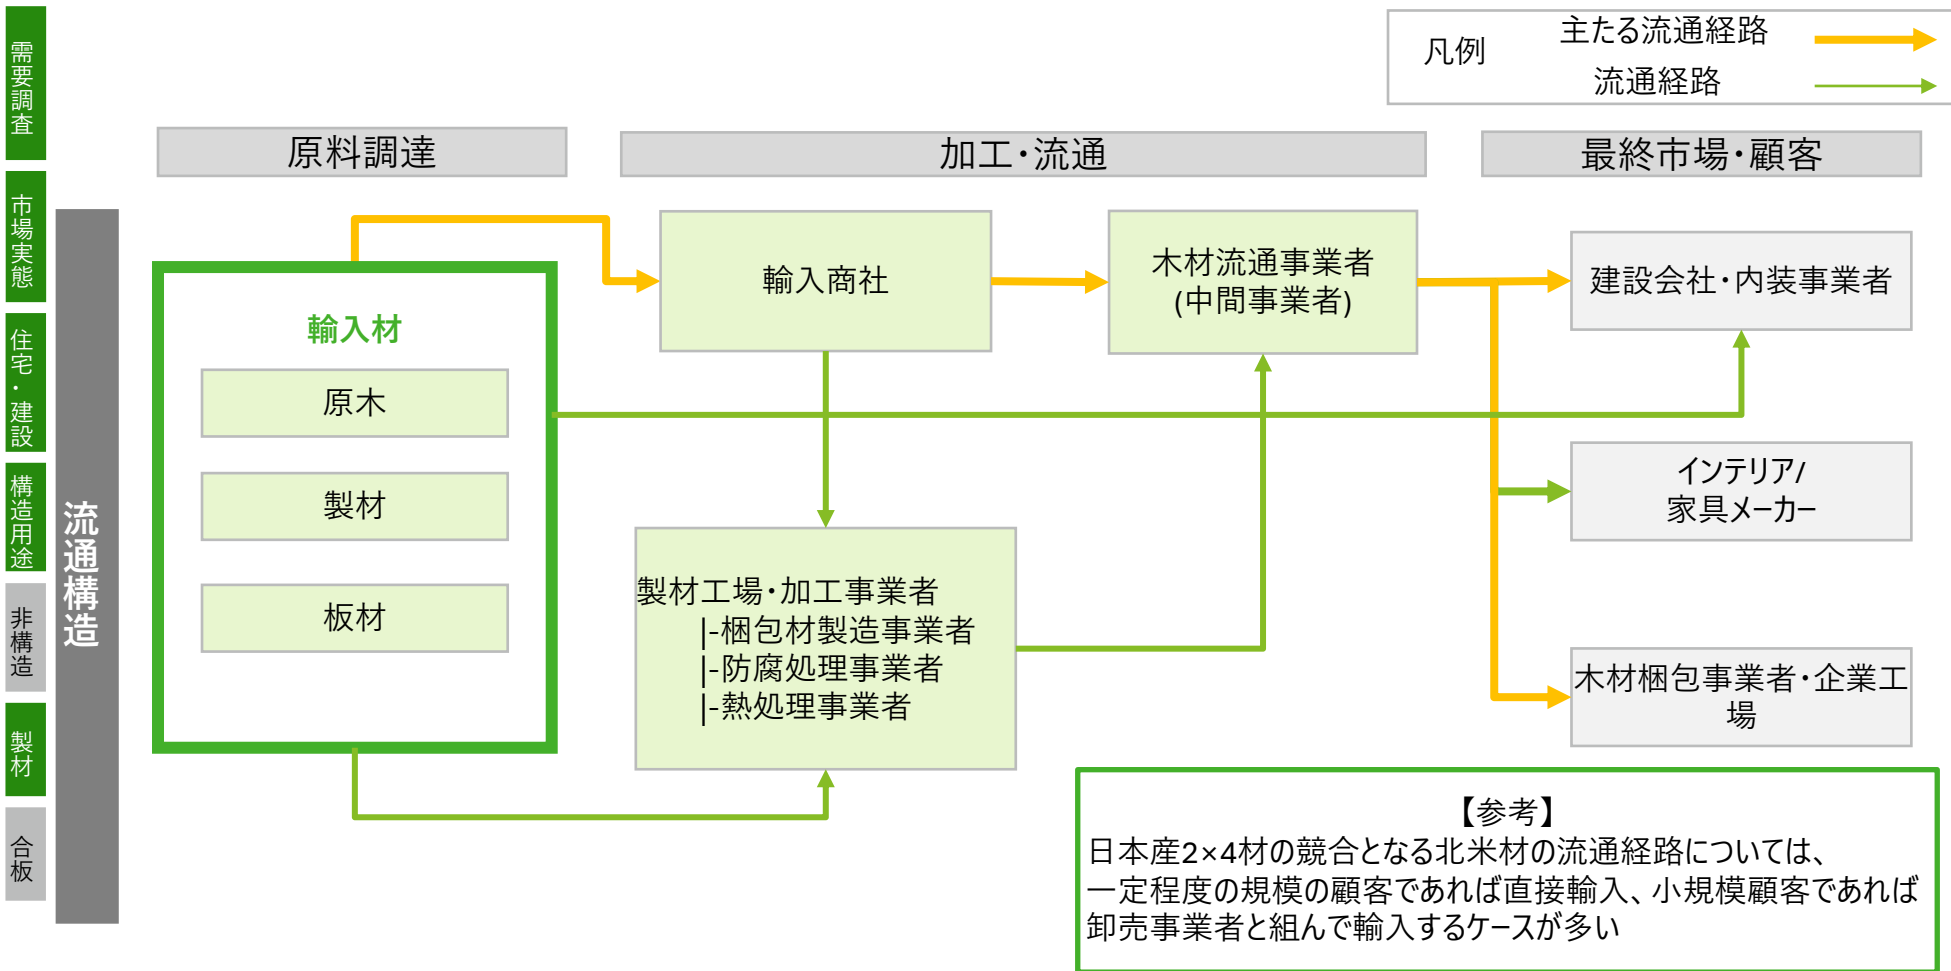 需要調査
市場実態
住宅・建設
構造用途
非構造
製材
合板
流通構造
凡例
主たる流通経路
流通経路
原料調達
加工・流通
最終市場・顧客
輸入材
原木
製材
板材
輸入商社
木材流通事業者
(中間事業者)
製材工場・加工事業者
|-梱包材製造事業者
|-防腐処理事業者
|-熱処理事業者
建設会社・内装事業者
インテリア/
家具メーカー
木材梱包事業者・企業工
場
【参考】
日本産2×4材の競合となる北米材の流通経路については、
一定程度の規模の顧客であれば直接輸入、小規模顧客であれば
卸売事業者と組んで輸入するケースが多い